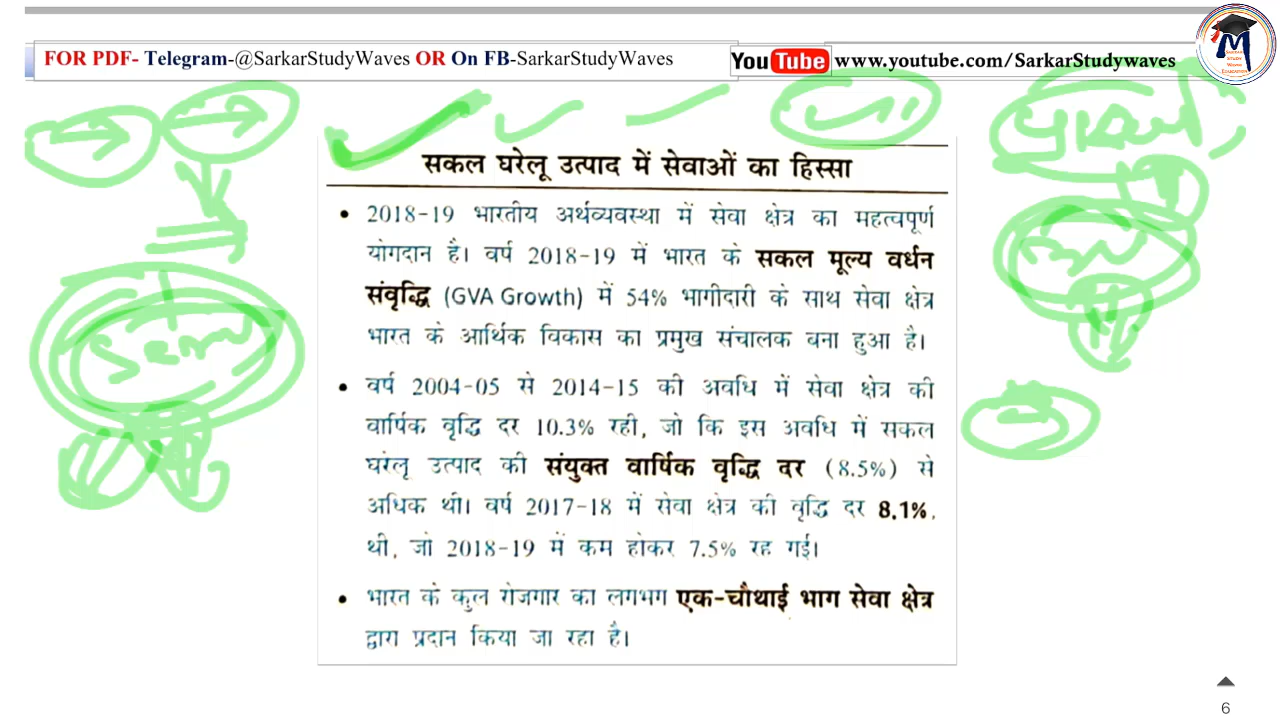 FOR PDF- Telegram-@SarkarStudyWaves OR On FB-SarkarStudyWaves
YouTube www.youtube.com/SarkarStudywaves
M
SARKAR
STUDY
WAVES
EDUCATION
सकल घरेलू उत्पाद में सेवाओं का हिस्सा
• 2018-19 भारतीय अर्थव्यवस्था में सेवा क्षेत्र का महत्वपूर्ण
योगदान है। वर्ष 2018-19 में भारत के सकल मूल्य वर्धन
संवृद्धि (GVA Growth) में 54% भागीदारी के साथ सेवा क्षेत्र
भारत के आर्थिक विकास का प्रमुख संचालक बना हुआ है।
• वर्ष 2004-05 से 2014-15 की अवधि में सेवा क्षेत्र की
वार्षिक वृद्धि दर 10.3% रही, जो कि इस अवधि में सकल
घरेलू उत्पाद की संयुक्त वार्षिक वृद्धि दर (8.5%) से
अधिक थी। वर्ष 2017-18 में सेवा क्षेत्र की वृद्धि दर 8.1%.
थी, जो 2018-19 में कम होकर 7.5% रह गई।
• भारत के कुल रोजगार का लगभग एक-चौथाई भाग सेवा क्षेत्र
द्वारा प्रदान किया जा रहा है।
6